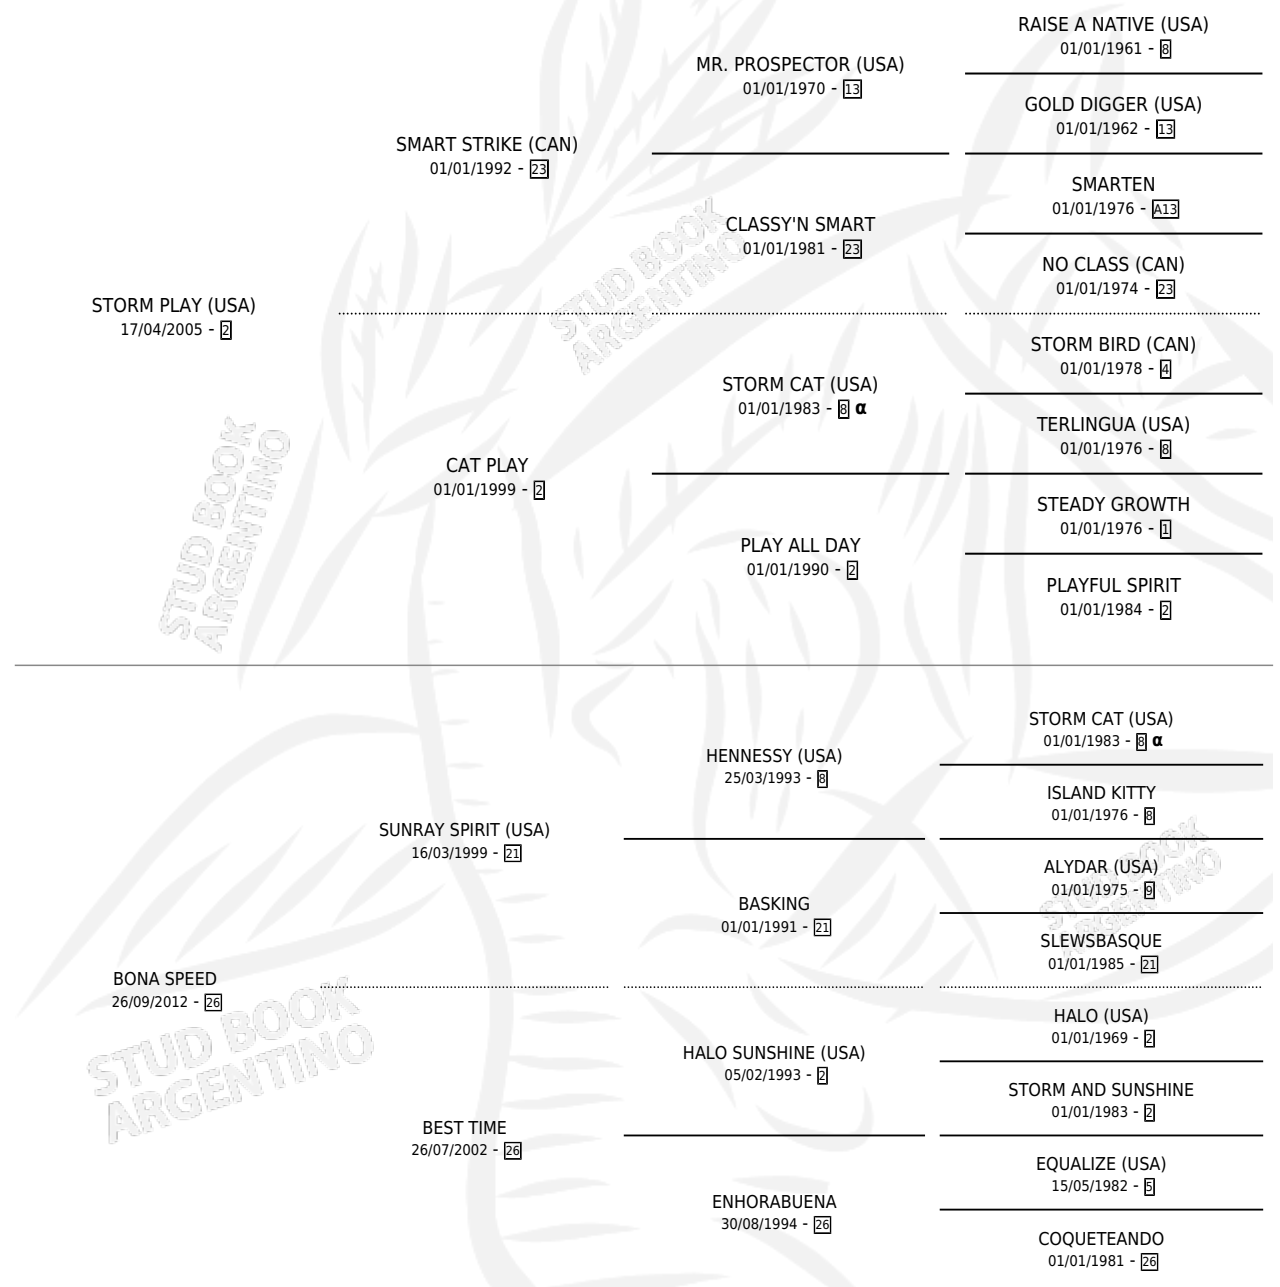 RAISE A NATIVE (USA)
01/01/1961 - 8
MR. PROSPECTOR (USA)
01/01/1970 - 13
GOLD DIGGER (USA)
01/01/1962 - 13
SMART STRIKE (CAN)
01/01/1992 - 23
SMARTEN
01/01/1976 - A13
CLASSY'N SMART
01/01/1981 - 23
NO CLASS (CAN)
01/01/1974 - 23
STORM PLAY (USA)
17/04/2005 - 2
STORM BIRD (CAN)
01/01/1978 - 4
STORM CAT (USA)
01/01/1983 - 8 α
TERLINGUA (USA)
01/01/1976 - 8
CAT PLAY
01/01/1999 - 2
STEADY GROWTH
01/01/1976 - 1
PLAY ALL DAY
01/01/1990 - 2
PLAYFUL SPIRIT
01/01/1984 - 2
STORM CAT (USA)
01/01/1983 - 8 α
HENNESSY (USA)
25/03/1993 - 8
ISLAND KITTY
01/01/1976 - 8
SUNRAY SPIRIT (USA)
16/03/1999 - 21
ALYDAR (USA)
01/01/1975 - 9
BASKING
01/01/1991 - 21
SLEWSBASQUE
01/01/1985 - 21
BONA SPEED
26/09/2012 - 26
HALO (USA)
01/01/1969 - 2
HALO SUNSHINE (USA)
05/02/1993 - 2
STORM AND SUNSHINE
01/01/1983 - 2
BEST TIME
26/07/2002 - 26
EQUALIZE (USA)
15/05/1982 - 5
ENHORABUENA
30/08/1994 - 26
COQUETEANDO
01/01/1981 - 26
STUD BOOK
ARGENTINO
STUD BOOK
ARGENTINO
STUD BOOK
ARGENTINO
STUD BOOK
ARGENTINO